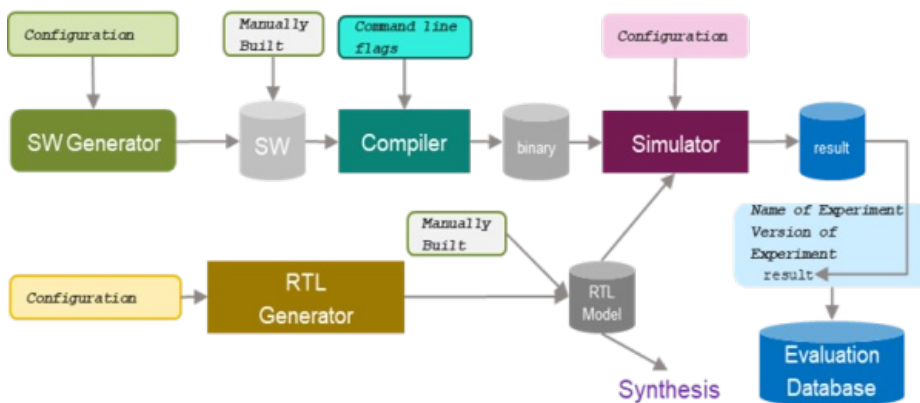 Configuration
Manually
Built
Command line
flags
Configuration
SW Generator
SW
Compiler
binary
Simulator
result
Name of Experiment
Version of
Experiment
result
Manually
Built
Configuration
RTL
Generator
RTL
Model
Synthesis
Evaluation
Database